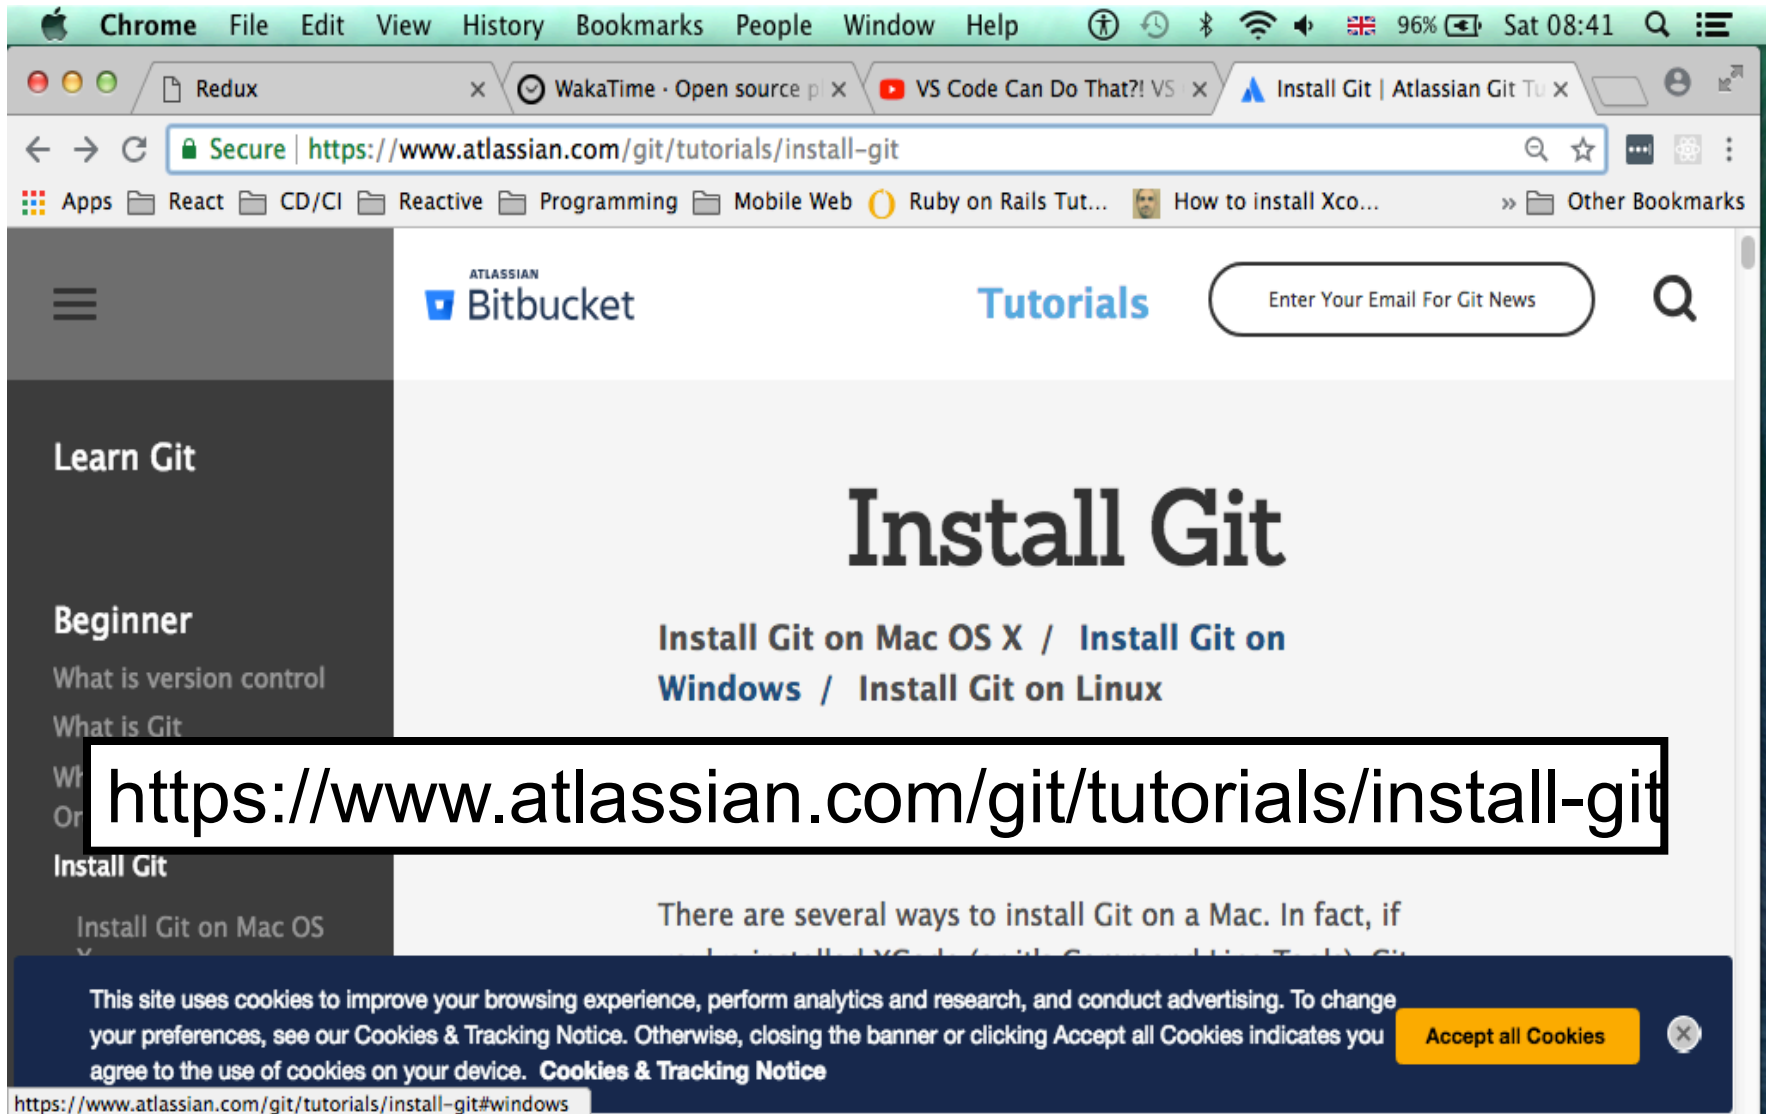 Chrome File Edit View History Bookmarks People Window Help 96% Sat 08:41
Redux WakaTime · Open source pl VS Code Can Do That?! VS Install Git | Atlassian Git Tu
Secure | https://www.atlassian.com/git/tutorials/install-git
Apps React CD/CI Reactive Programming Mobile Web Ruby on Rails Tut... How to install Xco... » Other Bookmarks
ATLASSIAN
Bitbucket
Tutorials
Enter Your Email For Git News
Learn Git
Beginner
What is version control
What is Git
Install Git
Install Git on Mac OS
Install Git
Install Git on Mac OS X / Install Git on
Windows / Install Git on Linux
https://www.atlassian.com/git/tutorials/install-git
There are several ways to install Git on a Mac. In fact, if
This site uses cookies to improve your browsing experience, perform analytics and research, and conduct advertising. To change
your preferences, see our Cookies & Tracking Notice. Otherwise, closing the banner or clicking Accept all Cookies indicates you
agree to the use of cookies on your device. Cookies & Tracking Notice
Accept all Cookies
https://www.atlassian.com/git/tutorials/install-git#windows